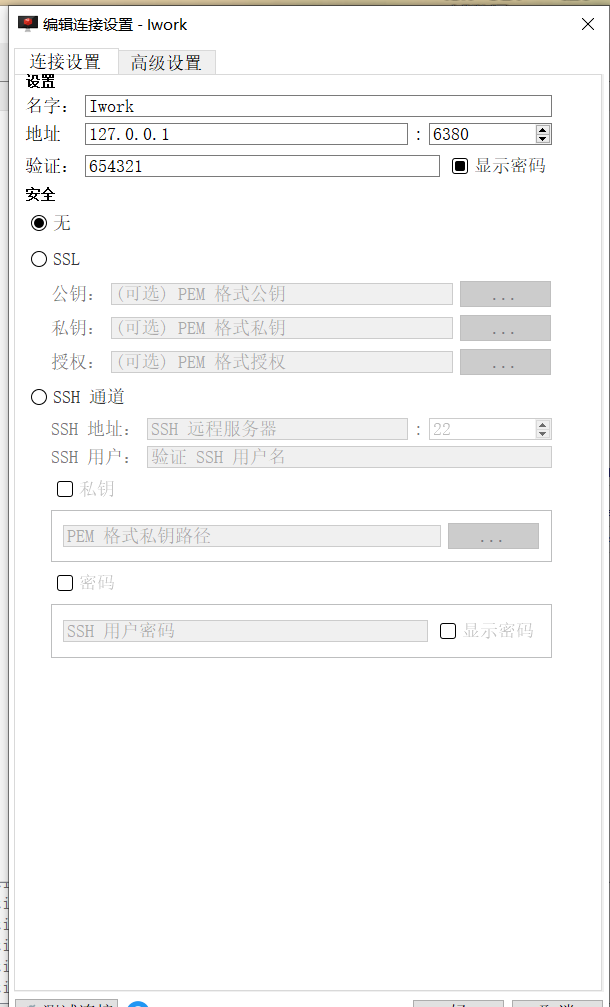 编辑连接设置 - Iwork
连接设置 高级设置
设置
名字: Iwork
地址 127.0.0.1 : 6380
验证: 654321 显示密码
安全
无
SSL
公钥: (可选) PEM 格式公钥 ...
私钥: (可选) PEM 格式私钥 ...
授权: (可选) PEM 格式授权 ...
SSH 通道
SSH 地址: SSH 远程服务器 : 22
SSH 用户: 验证 SSH 用户名
私钥
PEM 格式私钥路径 ...
密码
SSH 用户密码 显示密码
测试连接